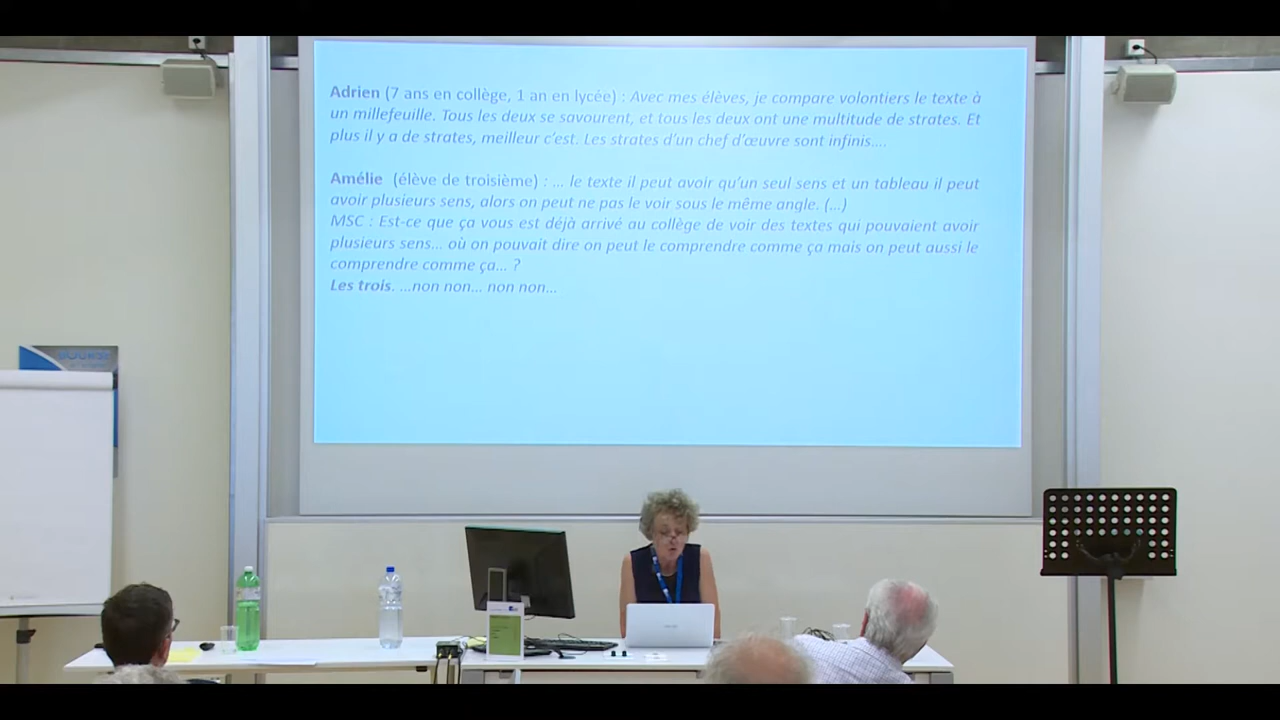 Adrien (7 ans en collège, 1 an en lycée) : Avec mes élèves, je compare volontiers le texte à
un millefeuille. Tous les deux se savourent, et tous les deux ont une multitude de strates. Et
plus il y a de strates, meilleur c'est. Les strates d'un chef d'œuvre sont infinis....
Amélie (élève de troisième) : ... le texte il peut avoir qu'un seul sens et un tableau il peut
avoir plusieurs sens, alors on peut ne pas le voir sous le même angle. (...)
MSC : Est-ce que ça vous est déjà arrivé au collège de voir des textes qui pouvaient avoir
plusieurs sens... où on pouvait dire on peut le comprendre comme ça mais on peut aussi le
comprendre comme ça... ?
Les trois. ...non non... non non...